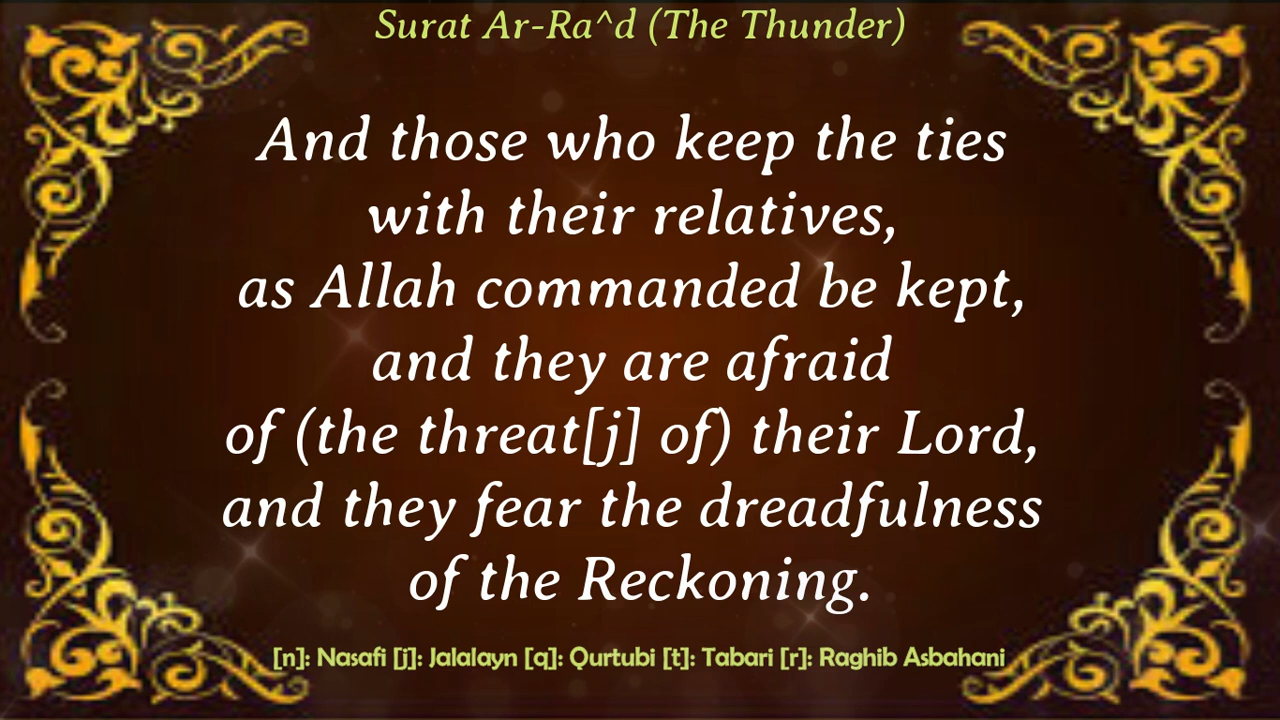 Surat Ar-Ra^d (The Thunder)
And those who keep the ties
with their relatives,
as Allah commanded be kept,
and they are afraid
of (the threat[j] of) their Lord,
and they fear the dreadfulness
of the Reckoning.
[n]: Nasafi [j]: Jalalayn [q]: Qurtubi [t]: Tabari [r]: Raghib Asbahani